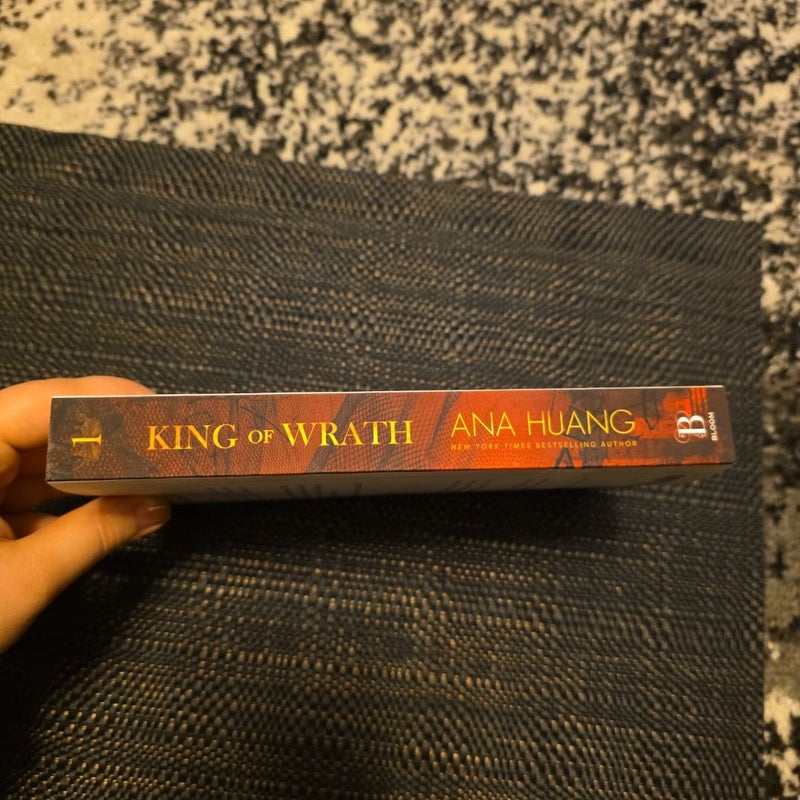 1
KING OF WRATH
ANA HUANG
NEW YORK TIMES BESTSELLING AUTHOR
B
BLOOM